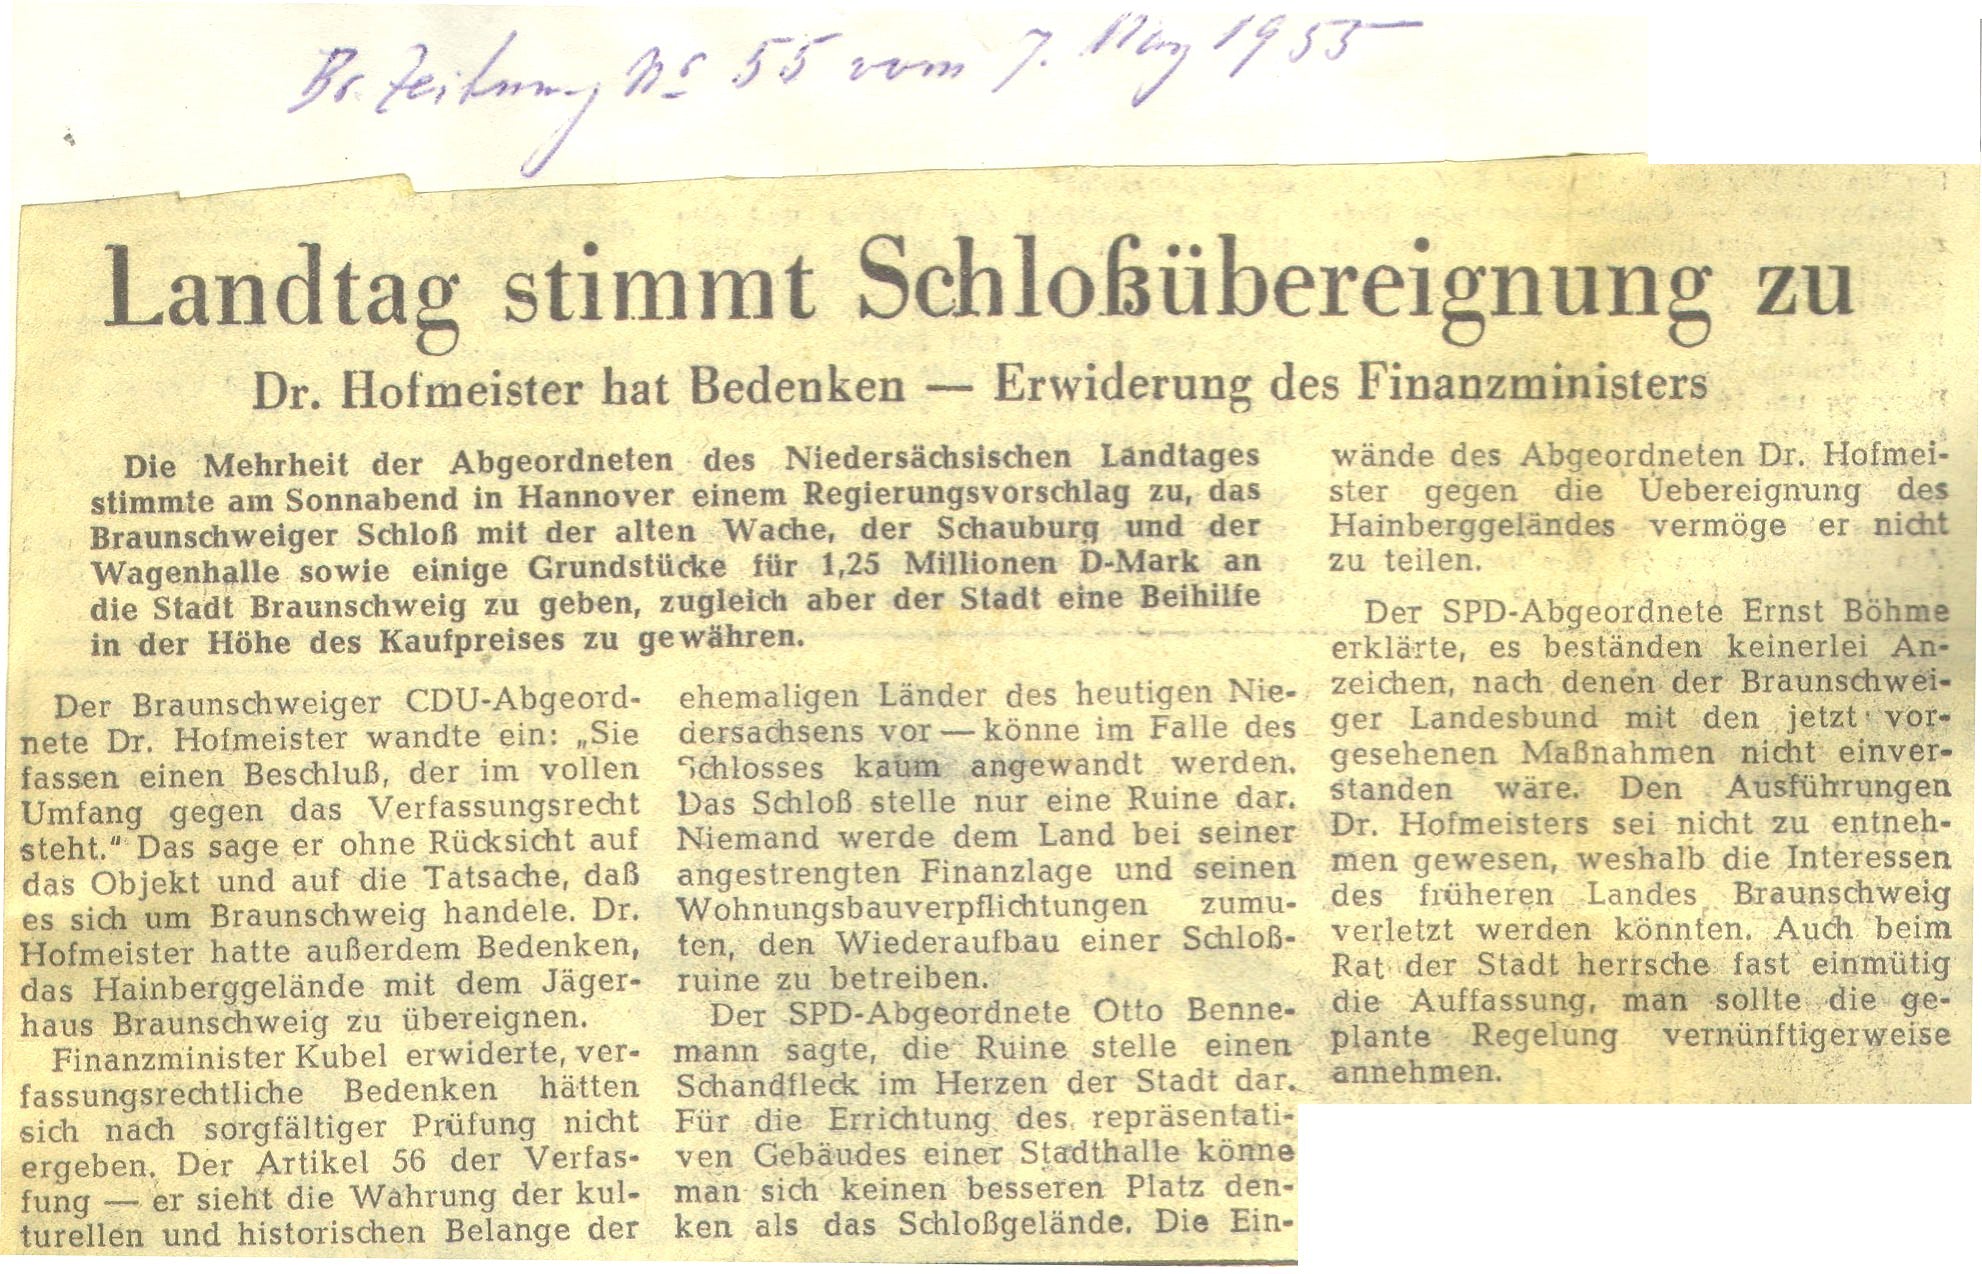 Br. Zeitung Nr 55 vom 7. März 1955
Landtag stimmt Schloßübereignung zu
Dr. Hofmeister hat Bedenken — Erwiderung des Finanzministers
Die Mehrheit der Abgeordneten des Niedersächsischen Landtages
stimmte am Sonnabend in Hannover einem Regierungsvorschlag zu, das
Braunschweiger Schloß mit der alten Wache, der Schauburg und der
Wagenhalle sowie einige Grundstücke für 1,25 Millionen D-Mark an
die Stadt Braunschweig zu geben, zugleich aber der Stadt eine Beihilfe
in der Höhe des Kaufpreises zu gewähren.
Der Braunschweiger CDU-Abgeord-
nete Dr. Hofmeister wandte ein: „Sie
fassen einen Beschluß, der im vollen
Umfang gegen das Verfassungsrecht
steht.“ Das sage er ohne Rücksicht auf
das Objekt und auf die Tatsache, daß
es sich um Braunschweig handele. Dr.
Hofmeister hatte außerdem Bedenken,
das Hainberggelände mit dem Jäger-
haus Braunschweig zu übereignen.
Finanzminister Kubel erwiderte, ver-
fassungsrechtliche Bedenken hätten
sich nach sorgfältiger Prüfung nicht
ergeben. Der Artikel 56 der Verfas-
fung — er sieht die Wahrung der kul-
turellen und historischen Belange der
ehemaligen Länder des heutigen Nie-
dersachsens vor — könne im Falle des
Schlosses kaum angewandt werden.
Das Schloß stelle nur eine Ruine dar.
Niemand werde dem Land bei seiner
angestrengten Finanzlage und seinen
Wohnungsbauverpflichtungen zumu-
ten, den Wiederaufbau einer Schloß-
ruine zu betreiben.
Der SPD-Abgeordnete Otto Benne-
mann sagte, die Ruine stelle einen
Schandfleck im Herzen der Stadt dar.
Für die Errichtung des repräsentati-
ven Gebäudes einer Stadthalle könne
man sich keinen besseren Platz den-
ken als das Schloßgelände. Die Ein-
wände des Abgeordneten Dr. Hofmei-
ster gegen die Uebereignung des
Hainberggeländes vermöge er nicht
zu teilen.
Der SPD-Abgeordnete Ernst Böhme
erklärte, es beständen keinerlei An-
zeichen, nach denen der Braunschwei-
ger Landesbund mit den jetzt vor-
gesehenen Maßnahmen nicht einver-
standen wäre. Den Ausführungen
Dr. Hofmeisters sei nicht zu entneh-
men gewesen, weshalb die Interessen
des früheren Landes Braunschweig
verletzt werden könnten. Auch beim
Rat der Stadt herrsche fast einmütig
die Auffassung, man sollte die ge-
plante Regelung vernünftigerweise
annehmen.